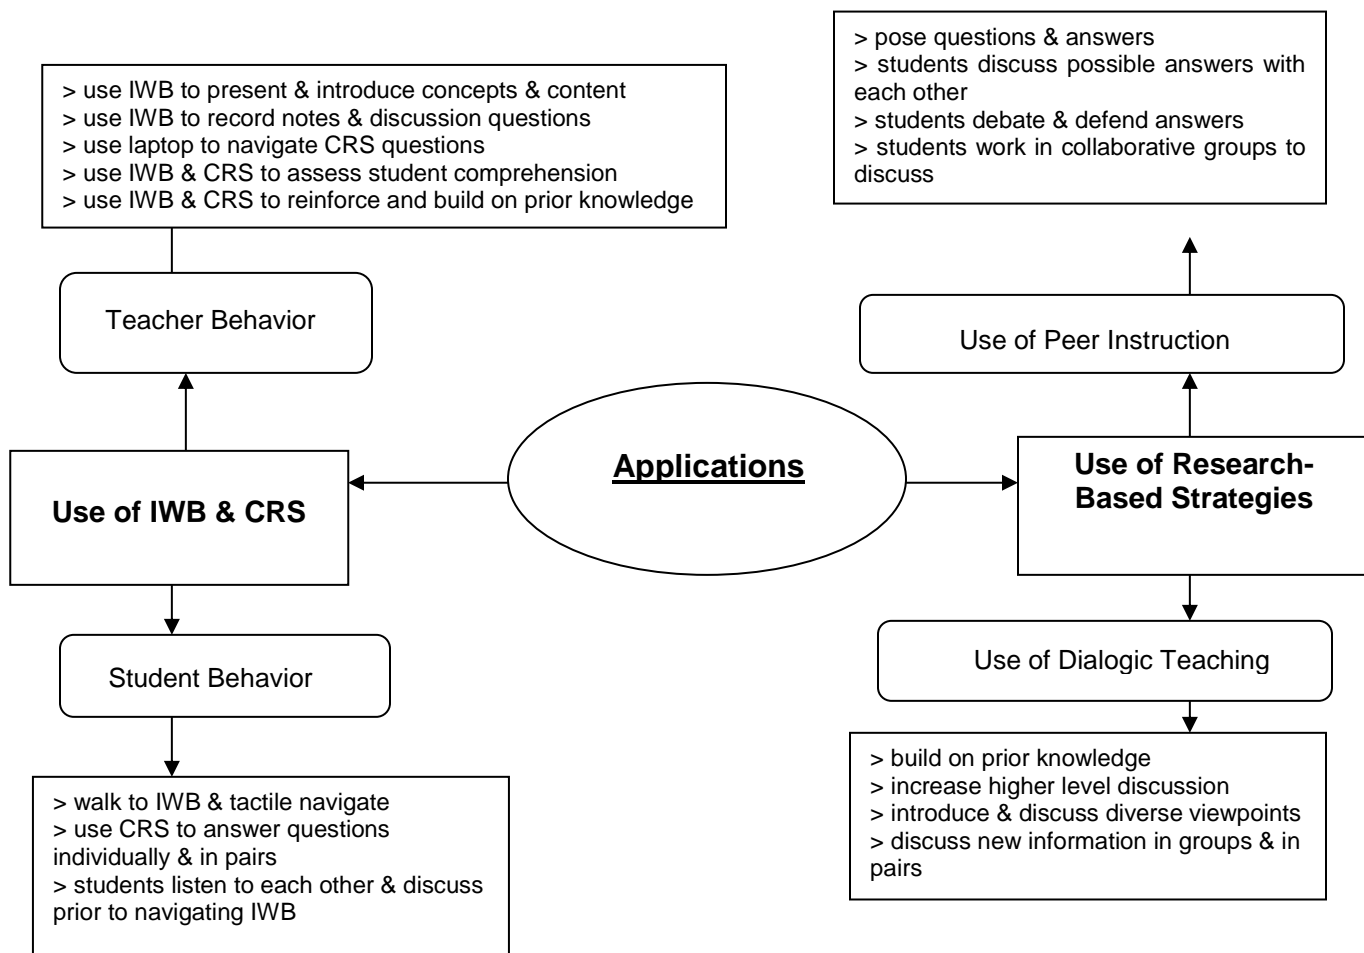 > use IWB to present & introduce concepts & content
> use IWB to record notes & discussion questions
> use laptop to navigate CRS questions
> use IWB & CRS to assess student comprehension
> use IWB & CRS to reinforce and build on prior knowledge
> pose questions & answers
> students discuss possible answers with
each other
> students debate & defend answers
> students work in collaborative groups to
discuss
Teacher Behavior
Use of Peer Instruction
Applications
Use of IWB & CRS
Use of Research-
Based Strategies
Student Behavior
Use of Dialogic Teaching
> walk to IWB & tactile navigate
> use CRS to answer questions
individually & in pairs
> students listen to each other & discuss
prior to navigating IWB
> build on prior knowledge
> increase higher level discussion
> introduce & discuss diverse viewpoints
> discuss new information in groups & in
pairs